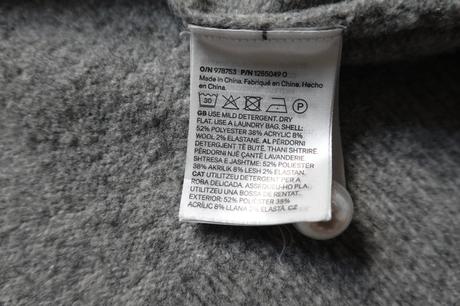 O/N 978753 P/N 1255049 0
Made in China. Fabriqué en Chine. Hecho
en China.
30 P
GB USE MILD DETERGENT. DRY
FLAT. USE A LAUNDRY BAG. SHELL:
52% POLYESTER 38% ACRYLIC 8%
WOOL 2% ELASTANE. AL PËRDORNI
DETERGJENT TË BUTË. THANI SHTRIRË.
PËRDORNI NJË ÇANTË LAVANDERIE
SHTRESA E JASHTME: 52% POLIESTER
38% AKRILIK 8% LESH 2% ELASTAN.
CAT UTILITZEU DETERGENT PER A
ROBA DELICADA. ASSEQUEU-HO PLA.
UTILITZEU UNA BOSSA DE RENTAT.
EXTERIOR: 52% POLIÈSTER 38%
ACRÍLIC 8% LLANA 2% ELASTÀ. CZ